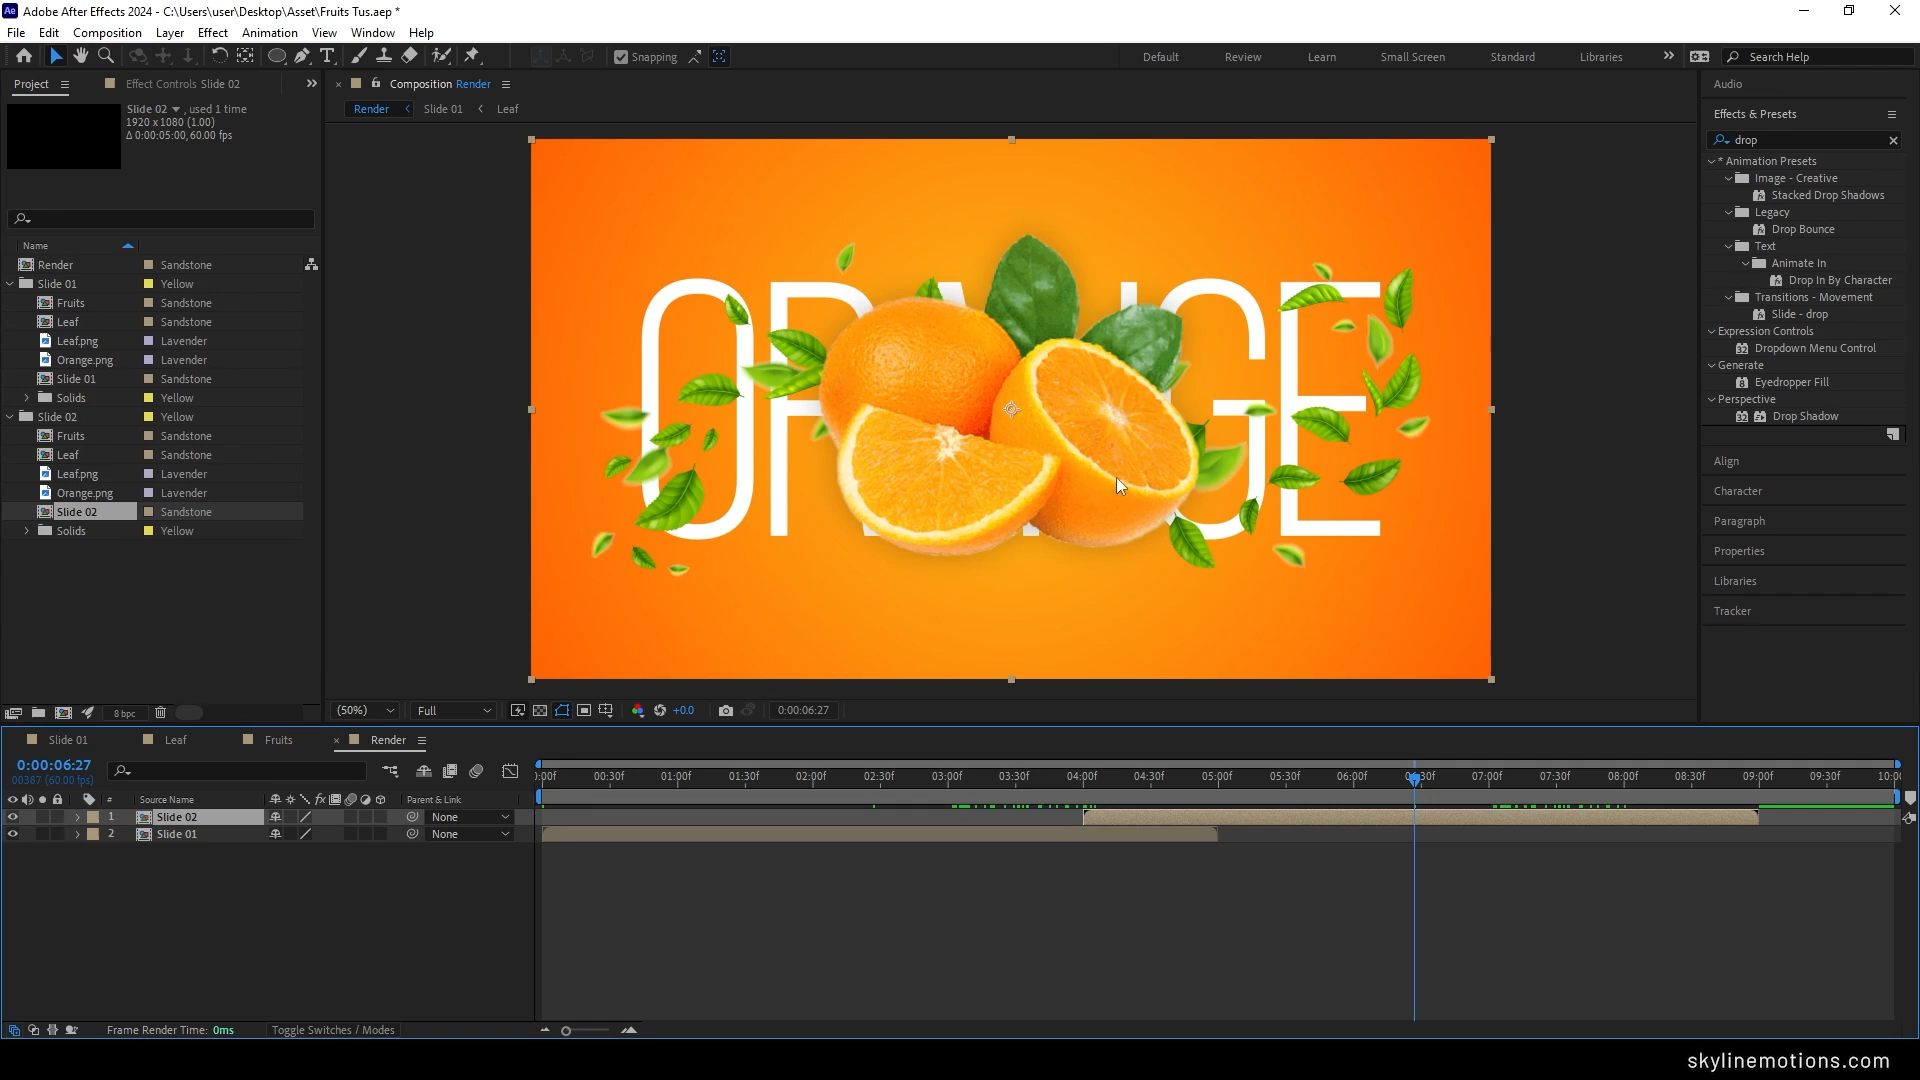 Adobe After Effects 2024 - C:\Users\user\Desktop\Asset\Fruits Tus.aep *
File Edit Composition Layer Effect Animation View Window Help
Snapping
Default Review Learn Small Screen Standard Libraries Search Help
Project Effect Controls Slide 02
Slide 02 , used 1 time
1920 x 1080 (1.00)
Δ 0:00:05:00, 60.00 fps
Name
Render Sandstone
Slide 01 Yellow
Fruits Sandstone
Leaf Sandstone
Leaf.png Lavender
Orange.png Lavender
Slide 01 Sandstone
Solids Yellow
Slide 02 Yellow
Fruits Sandstone
Leaf Sandstone
Leaf.png Lavender
Orange.png Lavender
Slide 02 Sandstone
Solids Yellow
8 bpc
Composition Render
Render Slide 01 Leaf
(50%) Full +0.0 0:00:06:27
Audio
Effects & Presets
drop
* Animation Presets
Image - Creative
Stacked Drop Shadows
Legacy
Drop Bounce
Text
Animate In
Drop In By Character
Transitions - Movement
Slide - drop
Expression Controls
Dropdown Menu Control
Generate
Eyedropper Fill
Perspective
Drop Shadow
Align
Character
Paragraph
Properties
Libraries
Tracker
Slide 01 Leaf Fruits Render
0:00:06:27
00387 (60.00 fps)
00:30f 01:00f 01:30f 02:00f 02:30f 03:00f 03:30f 04:00f 04:30f 05:00f 05:30f 06:00f 07:00f 07:30f 08:00f 08:30f 09:00f 09:30f
# Source Name Parent & Link
1 Slide 02 None
2 Slide 01 None
Frame Render Time: 0ms Toggle Switches / Modes
skylinemotions.com